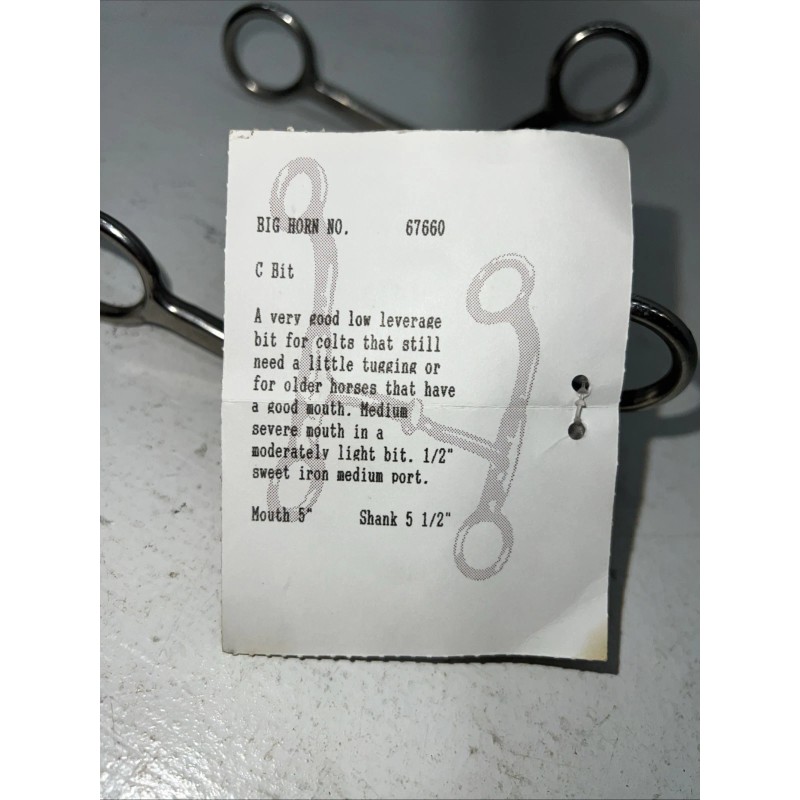 BIG HORN NO. 67660
C Bit
A very good low leverage
bit for colts that still
need a little tugging or
for older horses that have
a good mouth. Medium
severe mouth in a
moderately light bit. 1/2"
sweet iron medium port.
Mouth 5" Shank 5 1/2"